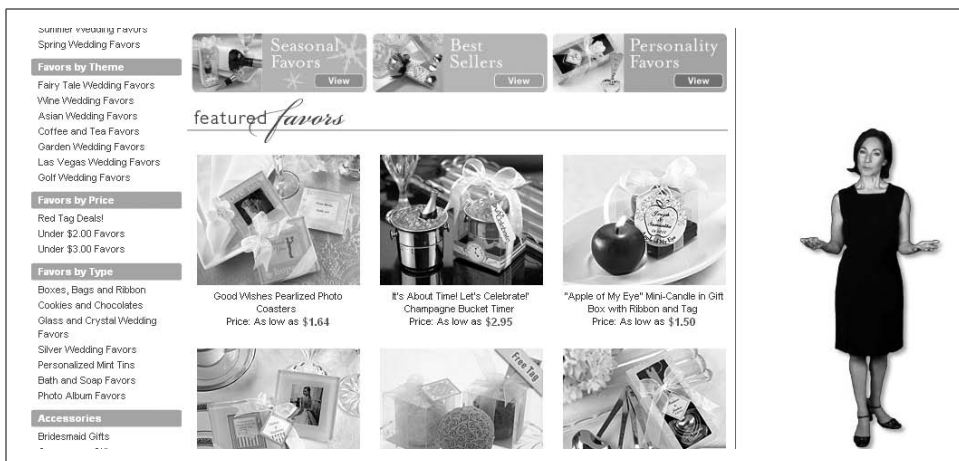 Summer Wedding Favors
Spring Wedding Favors
Favors by Theme
Fairy Tale Wedding Favors
Wine Wedding Favors
Asian Wedding Favors
Coffee and Tea Favors
Garden Wedding Favors
Las Vegas Wedding Favors
Golf Wedding Favors
Favors by Price
Red Tag Deals!
Under $2.00 Favors
Under $3.00 Favors
Favors by Type
Boxes, Bags and Ribbon
Cookies and Chocolates
Glass and Crystal Wedding
Favors
Silver Wedding Favors
Personalized Mint Tins
Bath and Soap Favors
Photo Album Favors
Accessories
Bridesmaid Gifts
Seasonal
Favors
View
Best
Sellers
View
Personality
Favors
View
featured favors
Good Wishes Pearlized Photo
Coasters
Price: As low as $1.64
It's About Time! Let's Celebrate!"
Champagne Bucket Timer
Price: As low as $2.95
"Apple of My Eye" Mini-Candle in Gift
Box with Ribbon and Tag
Price: As low as $1.50
Free Tag